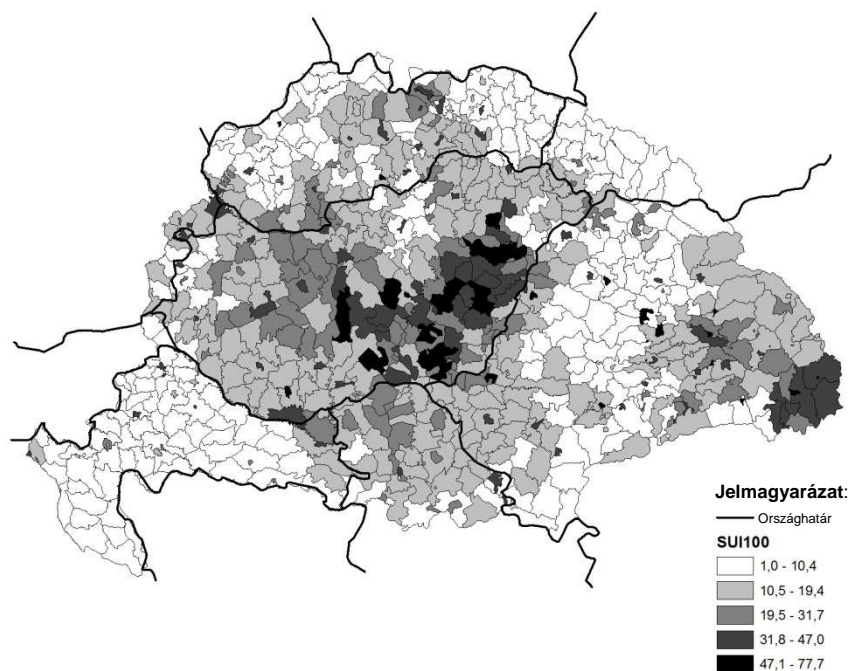 Jelmagyarázat:
Országhatár
SUI100
1,0 - 10,4
10,5 - 19,4
19,5 - 31,7
31,8 - 47,0
47,1 - 77,7